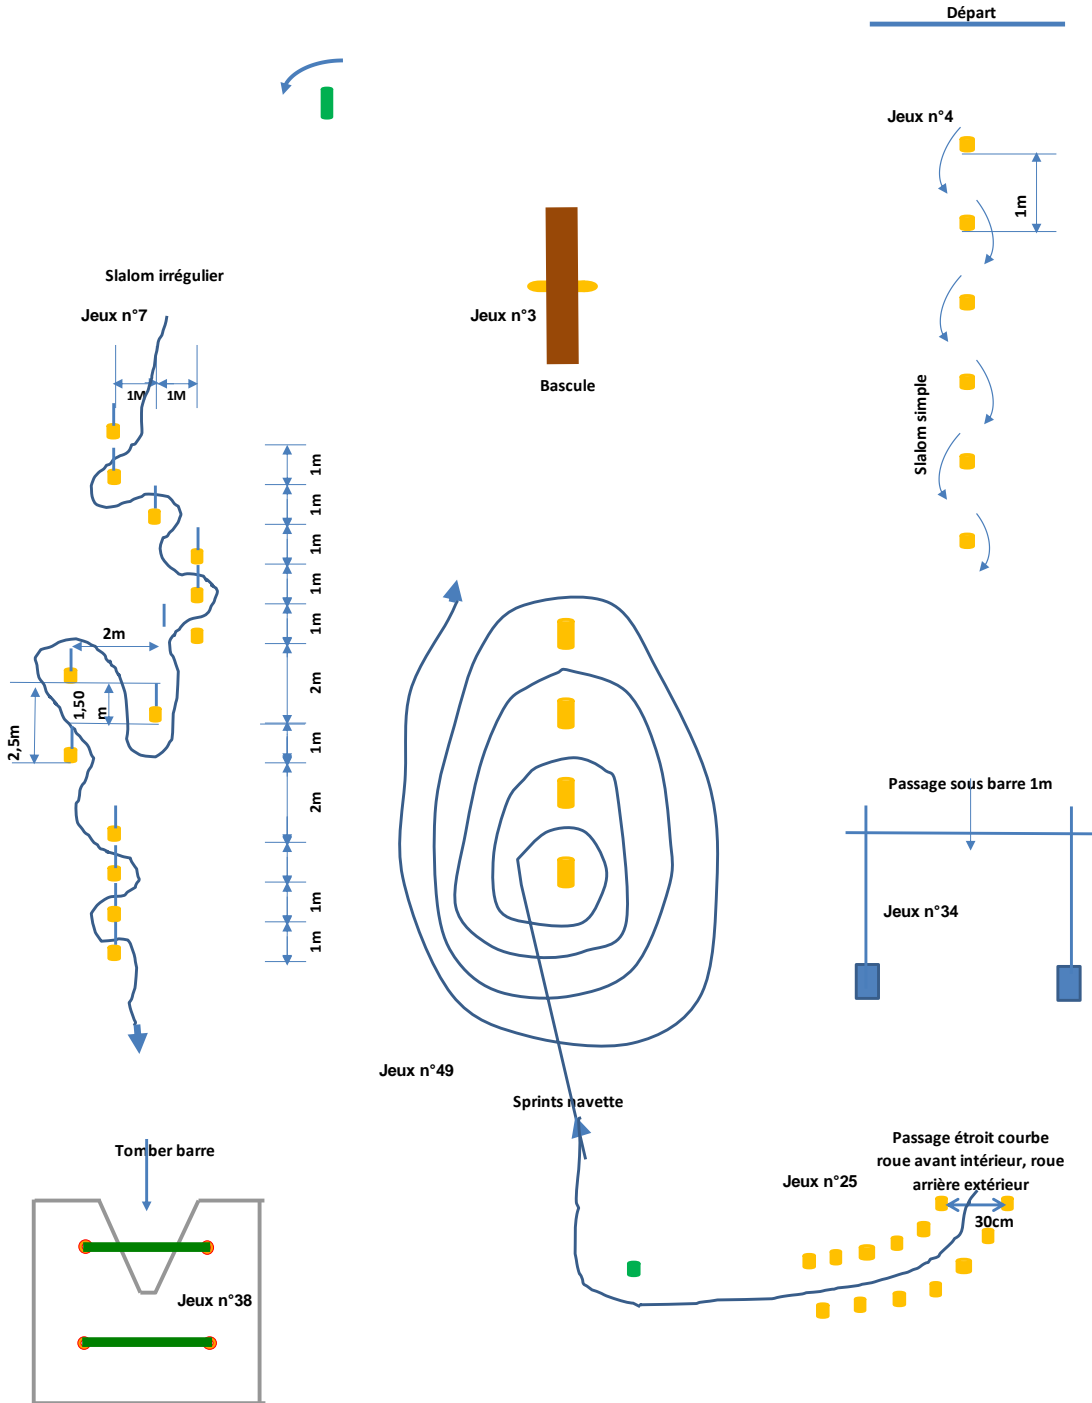 Départ
Jeux n°4
1m
Slalom simple
Slalom irrégulier
Jeux n°7
1M
1M
Jeux n°3
Bascule
1m
1m
1m
1m
1m
2m
1m
2m
1m
1m
2m
1,50
m
2,5m
Passage sous barre 1m
Jeux n°34
Jeux n°49
Sprints navette
Tomber barre
Jeux n°38
Passage étroit courbe
roue avant intérieur, roue
arrière extérieur
Jeux n°25
30cm